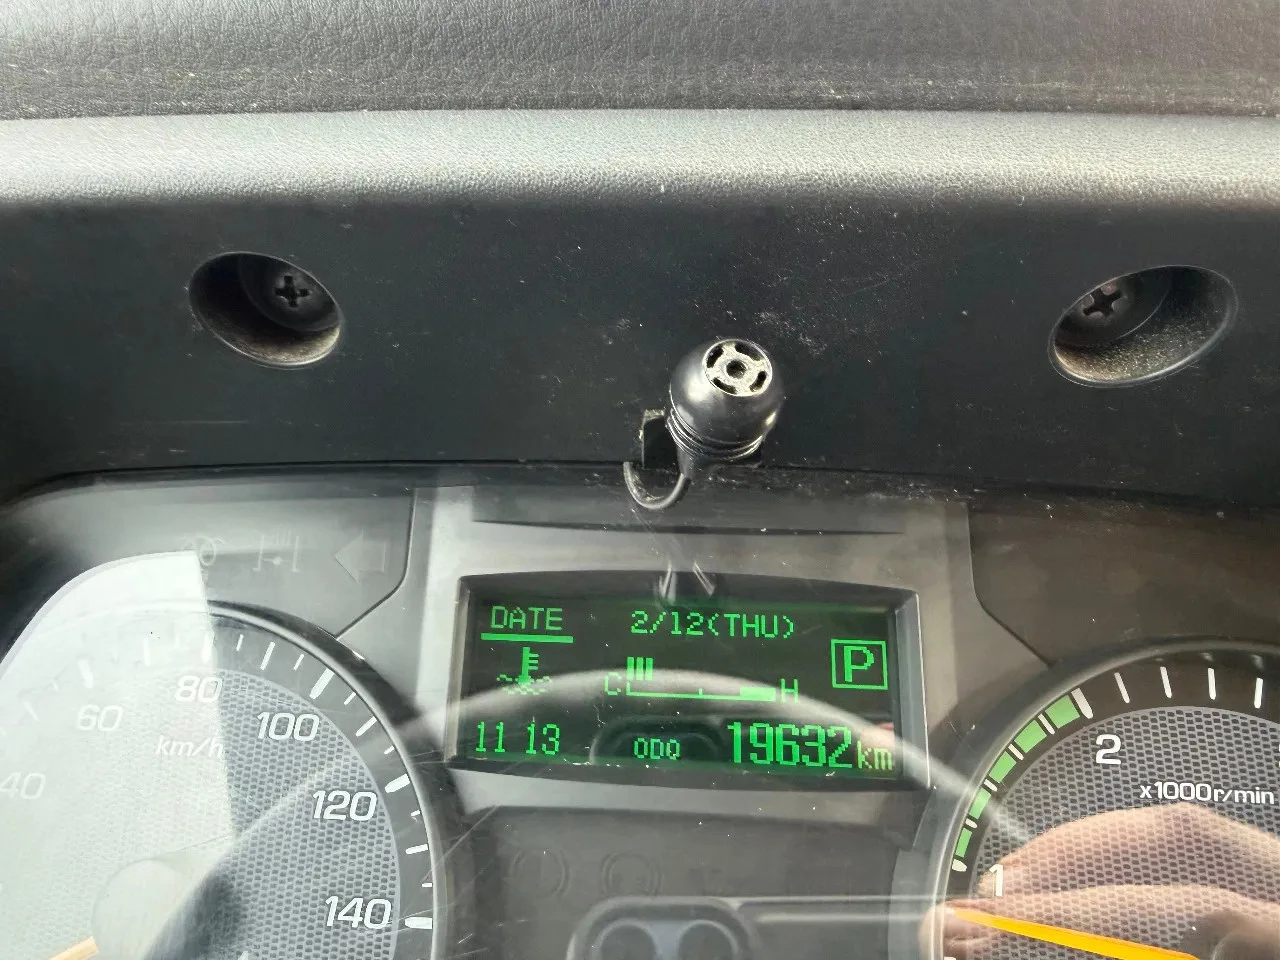 DATE 2/12(THU)
P
C H
11 13 ODO 19632km
40
60
80
100
120
140
km/h
2
x1000r/min
1